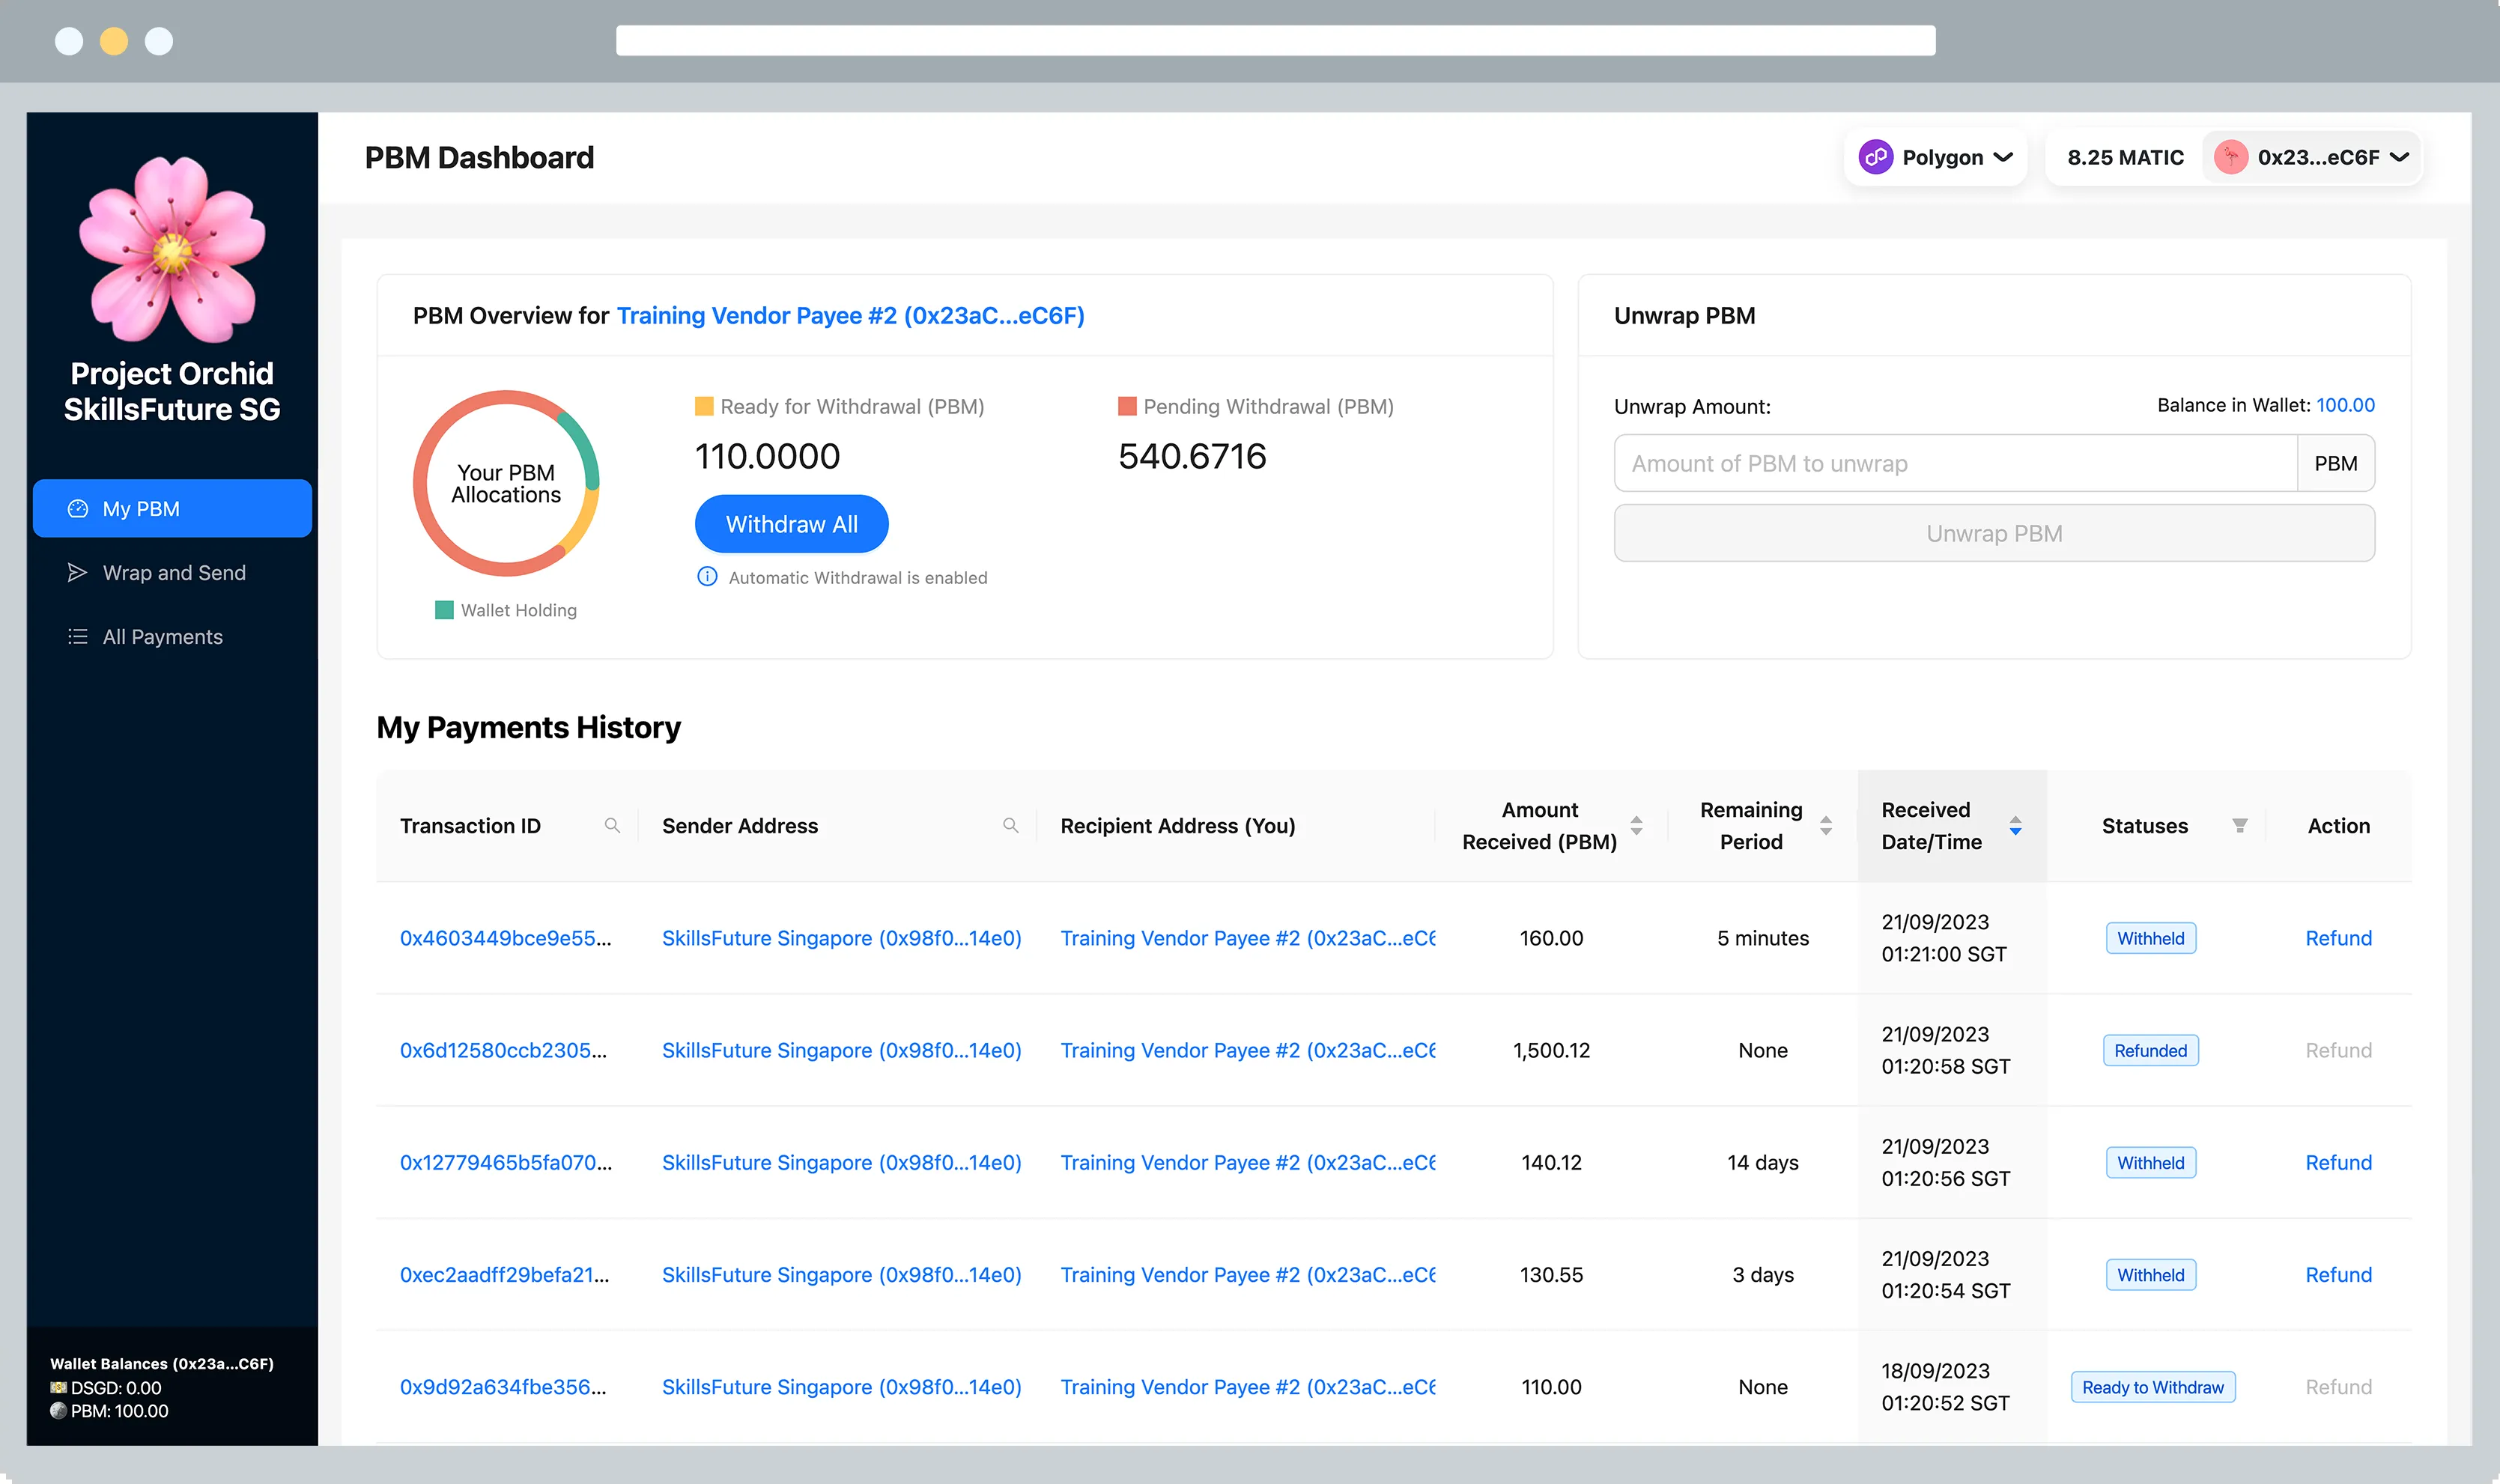 Project Orchid
SkillsFuture SG
My PBM
Wrap and Send
All Payments
Wallet Balances (0x23a...C6F)
DSGD: 0.00
PBM: 100.00
PBM Dashboard
Polygon
8.25 MATIC
0x23...eC6F
PBM Overview for Training Vendor Payee #2 (0x23aC...eC6F)
Your PBM
Allocations
Wallet Holding
Ready for Withdrawal (PBM)
110.0000
Withdraw All
Automatic Withdrawal is enabled
Pending Withdrawal (PBM)
540.6716
Unwrap PBM
Unwrap Amount:
Balance in Wallet: 100.00
Amount of PBM to unwrap
PBM
Unwrap PBM
My Payments History
Transaction ID
Sender Address
Recipient Address (You)
Amount
Received (PBM)
Remaining
Period
Received
Date/Time
Statuses
Action
0x4603449bce9e55...
SkillsFuture Singapore (0x98f0...14e0)
Training Vendor Payee #2 (0x23aC...eC6
160.00
5 minutes
21/09/2023
01:21:00 SGT
Withheld
Refund
0x6d12580ccb2305...
SkillsFuture Singapore (0x98f0...14e0)
Training Vendor Payee #2 (0x23aC...eC6
1,500.12
None
21/09/2023
01:20:58 SGT
Refunded
Refund
0x12779465b5fa070...
SkillsFuture Singapore (0x98f0...14e0)
Training Vendor Payee #2 (0x23aC...eC6
140.12
14 days
21/09/2023
01:20:56 SGT
Withheld
Refund
0xec2aadff29befa21...
SkillsFuture Singapore (0x98f0...14e0)
Training Vendor Payee #2 (0x23aC...eC6
130.55
3 days
21/09/2023
01:20:54 SGT
Withheld
Refund
0x9d92a634fbe356...
SkillsFuture Singapore (0x98f0...14e0)
Training Vendor Payee #2 (0x23aC...eC6
110.00
None
18/09/2023
01:20:52 SGT
Ready to Withdraw
Refund